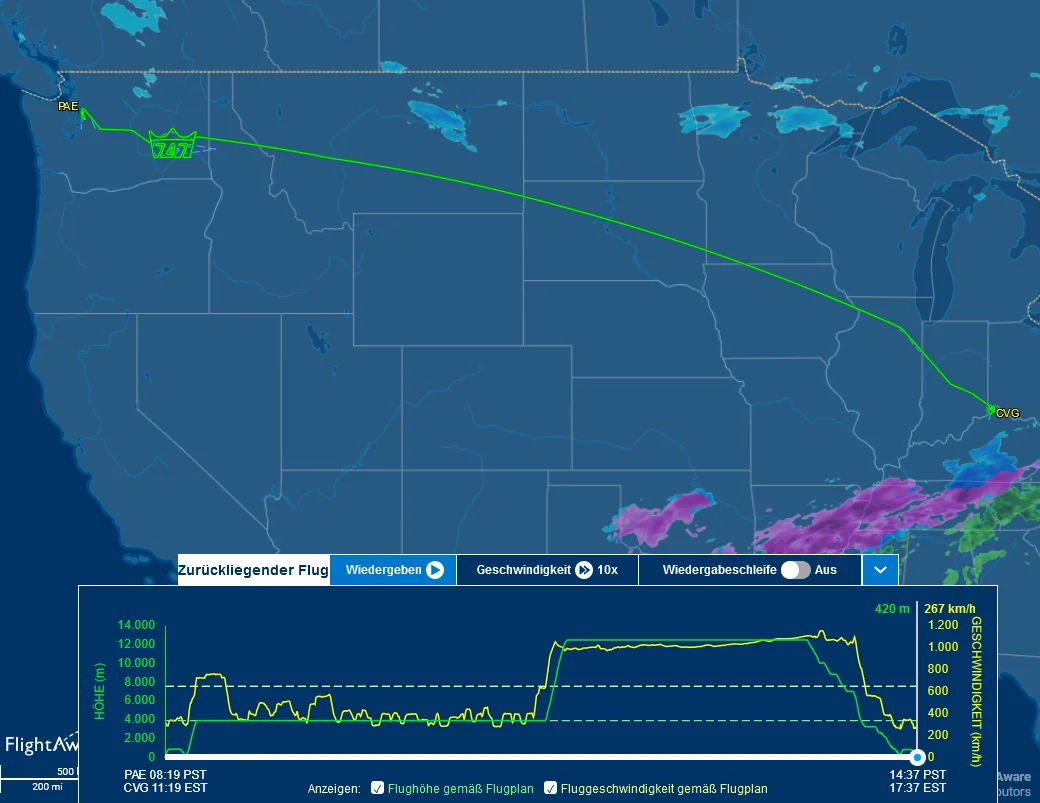 PAE
747
CVG
Zurückliegender Flug
Wiedergeben
Geschwindigkeit 10x
Wiedergabeschleife Aus
420 m 267 km/h
14.000
12.000
10.000
8.000
6.000
4.000
2.000
0
HÖHE (m)
1.200
1.000
800
600
400
200
0
GESCHWINDIGKEIT (km/h)
FlightAw
500
200 mi
PAE 08:19 PST
CVG 11:19 EST
14:37 PST
17:37 EST
Anzeigen: Flughöhe gemäß Flugplan Fluggeschwindigkeit gemäß Flugplan
Aware
butors